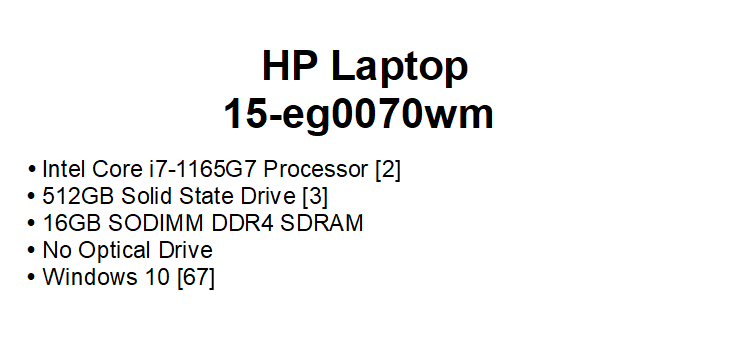 HP Laptop
15-eg0070wm
• Intel Core i7-1165G7 Processor [2]
• 512GB Solid State Drive [3]
• 16GB SODIMM DDR4 SDRAM
• No Optical Drive
• Windows 10 [67]